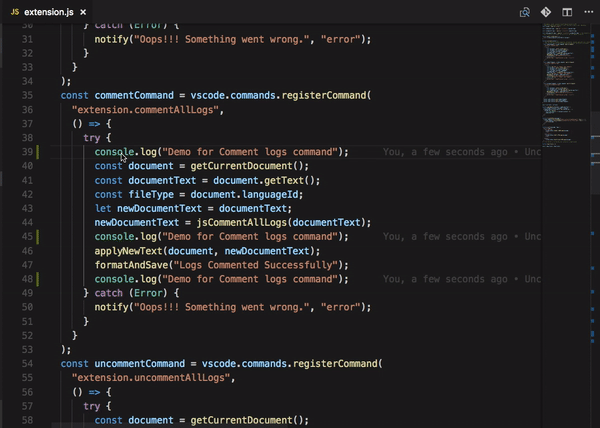 JS extension.js ×
30 } catch (Error) {
31 notify("Oops!!! Something went wrong.", "error");
32 }
33 }
34 );
35 const commentCommand = vscode.commands.registerCommand(
36 "extension.commentAllLogs",
37 () => {
38 try {
39 console.log("Demo for Comment logs command"); You, a few seconds ago • Unc
40 const document = getCurrentDocument();
41 const documentText = document.getText();
42 const fileType = document.languageId;
43 let newDocumentText = documentText;
44 newDocumentText = jsCommentAllLogs(documentText);
45 console.log("Demo for Comment logs command"); You, a few seconds ago • Unc
46 applyNewText(document, newDocumentText);
47 formatAndSave("Logs Commented Successfully");
48 console.log("Demo for Comment logs command"); You, a few seconds ago • Unc
49 } catch (Error) {
50 notify("Oops!!! Something went wrong.", "error");
51 }
52 }
53 );
54 const uncommentCommand = vscode.commands.registerCommand(
55 "extension.uncommentAllLogs",
56 () => {
57 try {
58 const document = getCurrentDocument();